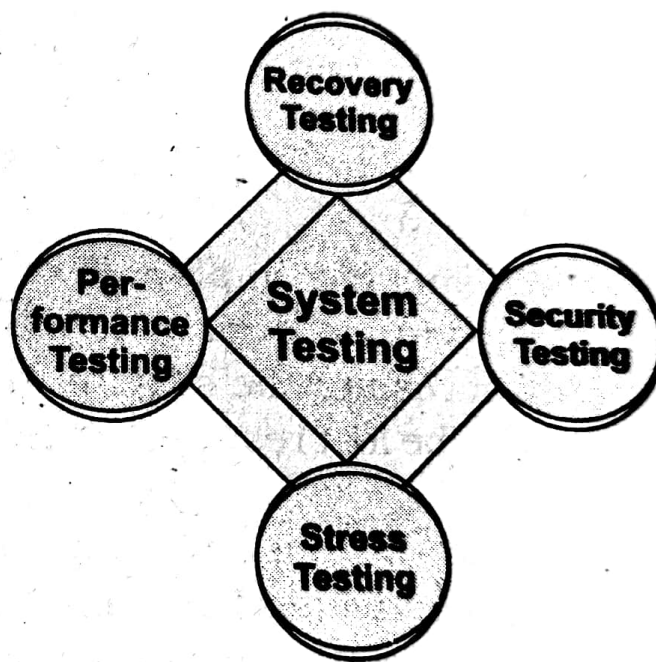 Recovery
Testing
Per-
formance
Testing
System
Testing
Security
Testing
Stress
Testing